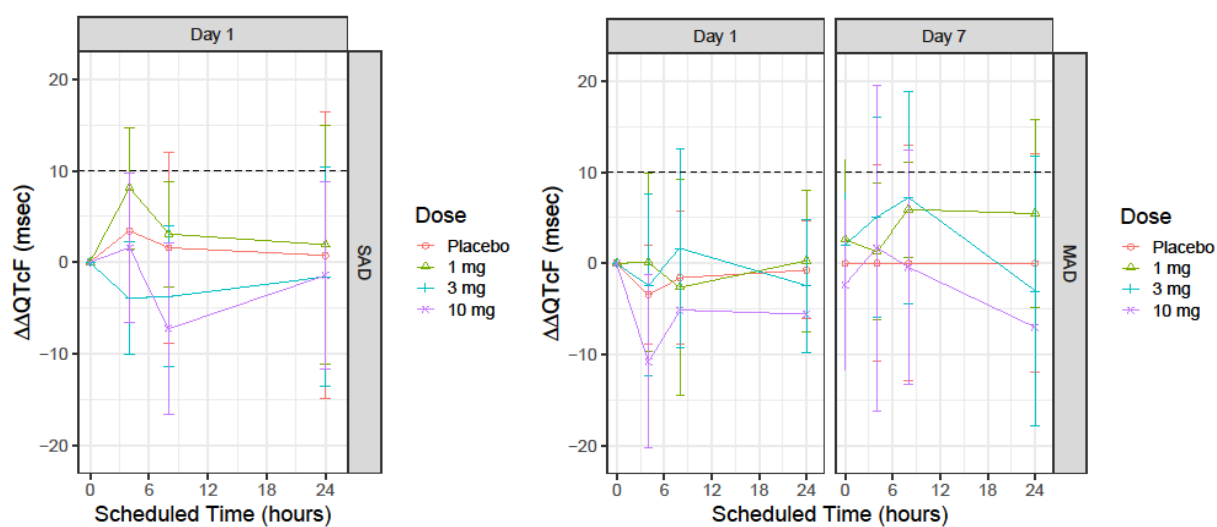 Day 1
20
10
0
−10
−20
ΔΔQTcF (msec)
SAD
0 6 12 18 24
Scheduled Time (hours)
Dose
Placebo
1 mg
3 mg
10 mg
Day 1 Day 7
20
10
0
−10
−20
ΔΔQTcF (msec)
MAD
0 6 12 18 24 0 6 12 18 24
Scheduled Time (hours)
Dose
Placebo
1 mg
3 mg
10 mg